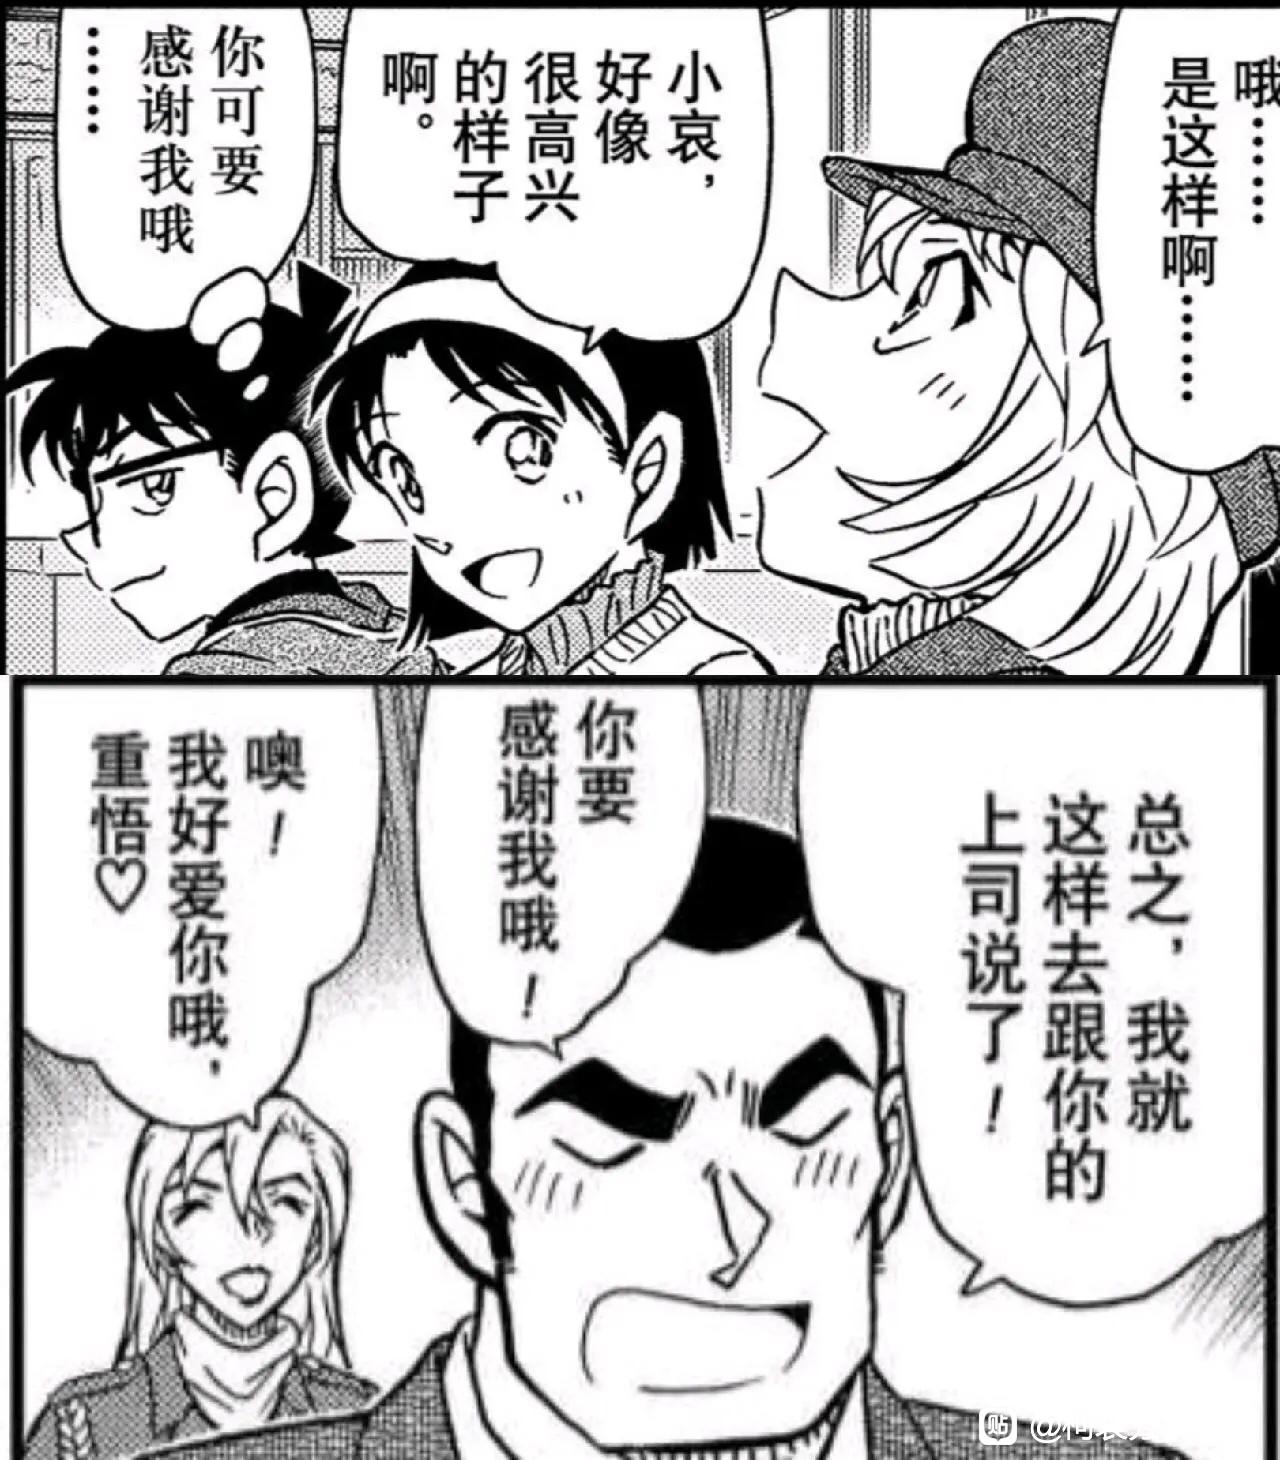 哦……
是这样啊……
小哀，
好像
很高兴
的样子
啊。
你可要
感谢我哦
……
总之，我就
这样去跟你的
上司说了！
你要
感谢我哦！
噢！
我好爱你哦，
重悟♡
贴